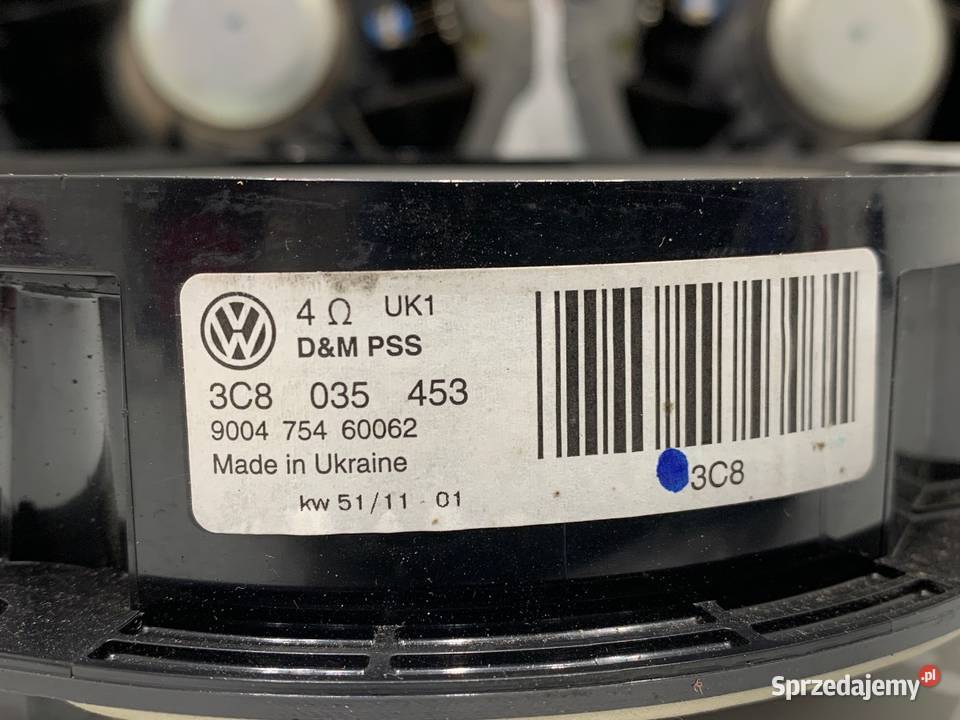 4 Ω UK1
D&M PSS
3C8 035 453
9004 754 60062
Made in Ukraine
kw 51/11 01
3C8
Sprzedajemy.pl